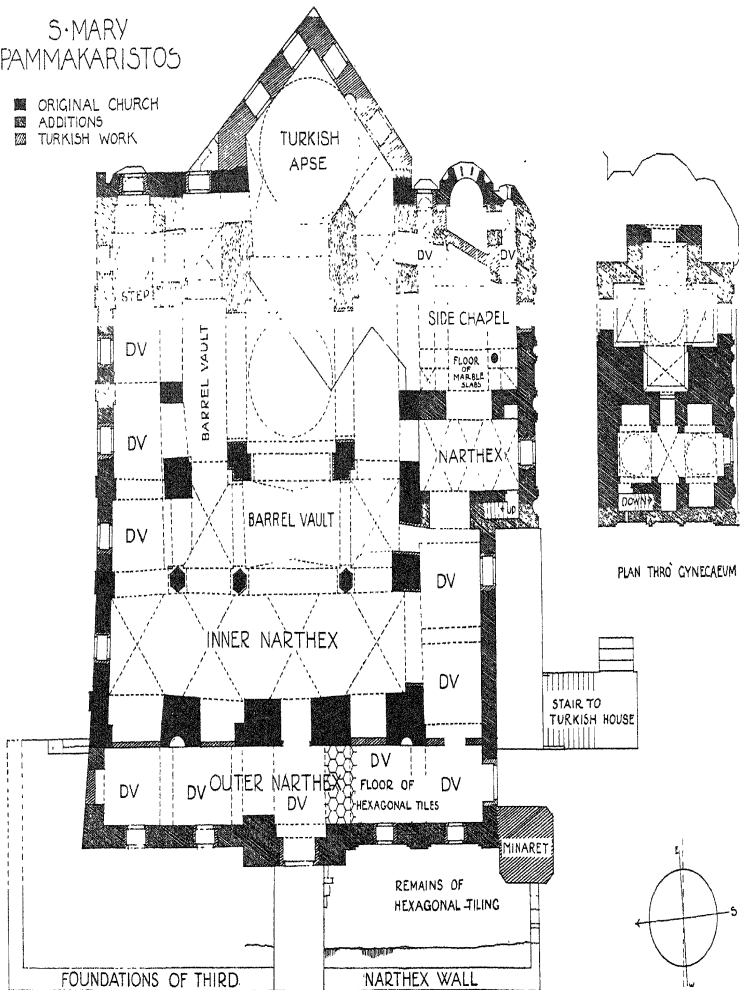 S·MARY
PAMMAKARISTOS
ORIGINAL CHURCH
ADDITIONS
TURKISH WORK
TURKISH
APSE
DV
DV
STEP
SIDE CHAPEL
DV
BARREL VAULT
FLOOR
OF
MARBLE
SLABS
DV
NARTHEX
DOWN
UP
BARREL VAULT
DV
PLAN THRO' GYNECAEUM
DV
INNER NARTHEX
DV
STAIR TO
TURKISH HOUSE
DV
OUTER NARTHEX
FLOOR OF
HEXAGONAL TILES
DV
DV
DV
DV
MINARET
REMAINS OF
HEXAGONAL TILING
E
S
W
FOUNDATIONS OF THIRD NARTHEX WALL